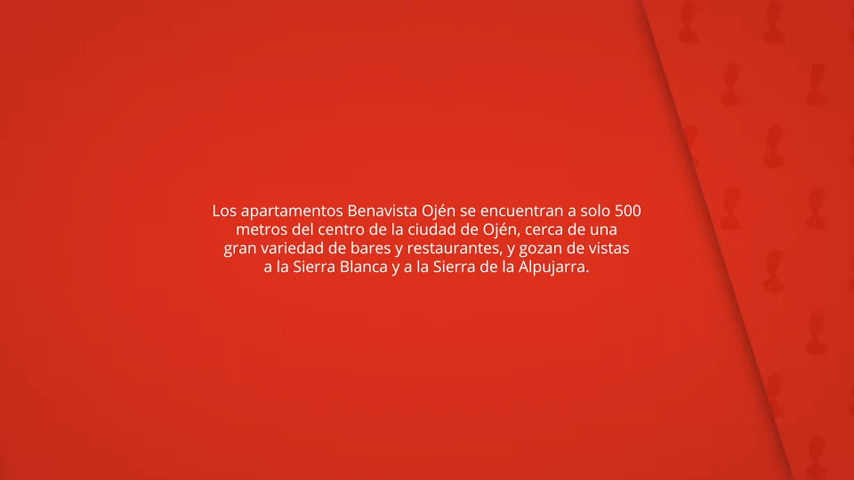 Los apartamentos Benavista Ojén se encuentran a solo 500
metros del centro de la ciudad de Ojén, cerca de una
gran variedad de bares y restaurantes, y gozan de vistas
a la Sierra Blanca y a la Sierra de la Alpujarra.